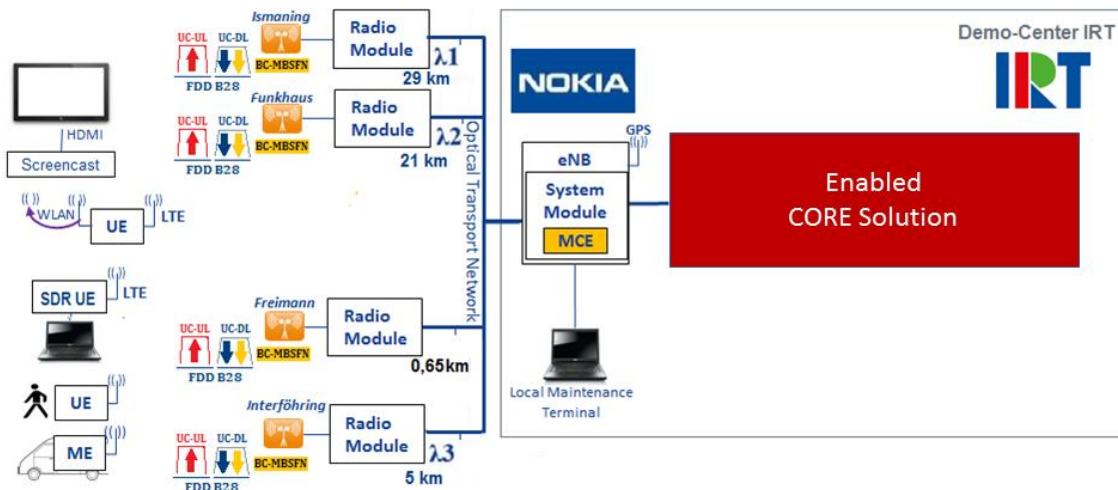 Demo-Center IRT
IRT
NOKIA
GPS
eNB
System
Module
MCE
Enabled
CORE Solution
Local Maintenance
Terminal
Optical Transport Network
Ismaning
UC-UL UC-DL
BC-MBSFN
FDD B28
Radio
Module
λ1
29 km
Funkhaus
UC-UL UC-DL
BC-MBSFN
FDD B28
Radio
Module
λ2
21 km
Freimann
UC-UL UC-DL
BC-MBSFN
FDD B28
Radio
Module
0,65km
Interföhring
UC-UL UC-DL
BC-MBSFN
FDD B28
Radio
Module
λ3
5 km
HDMI
Screencast
WLAN
UE
LTE
SDR UE
LTE
UE
ME